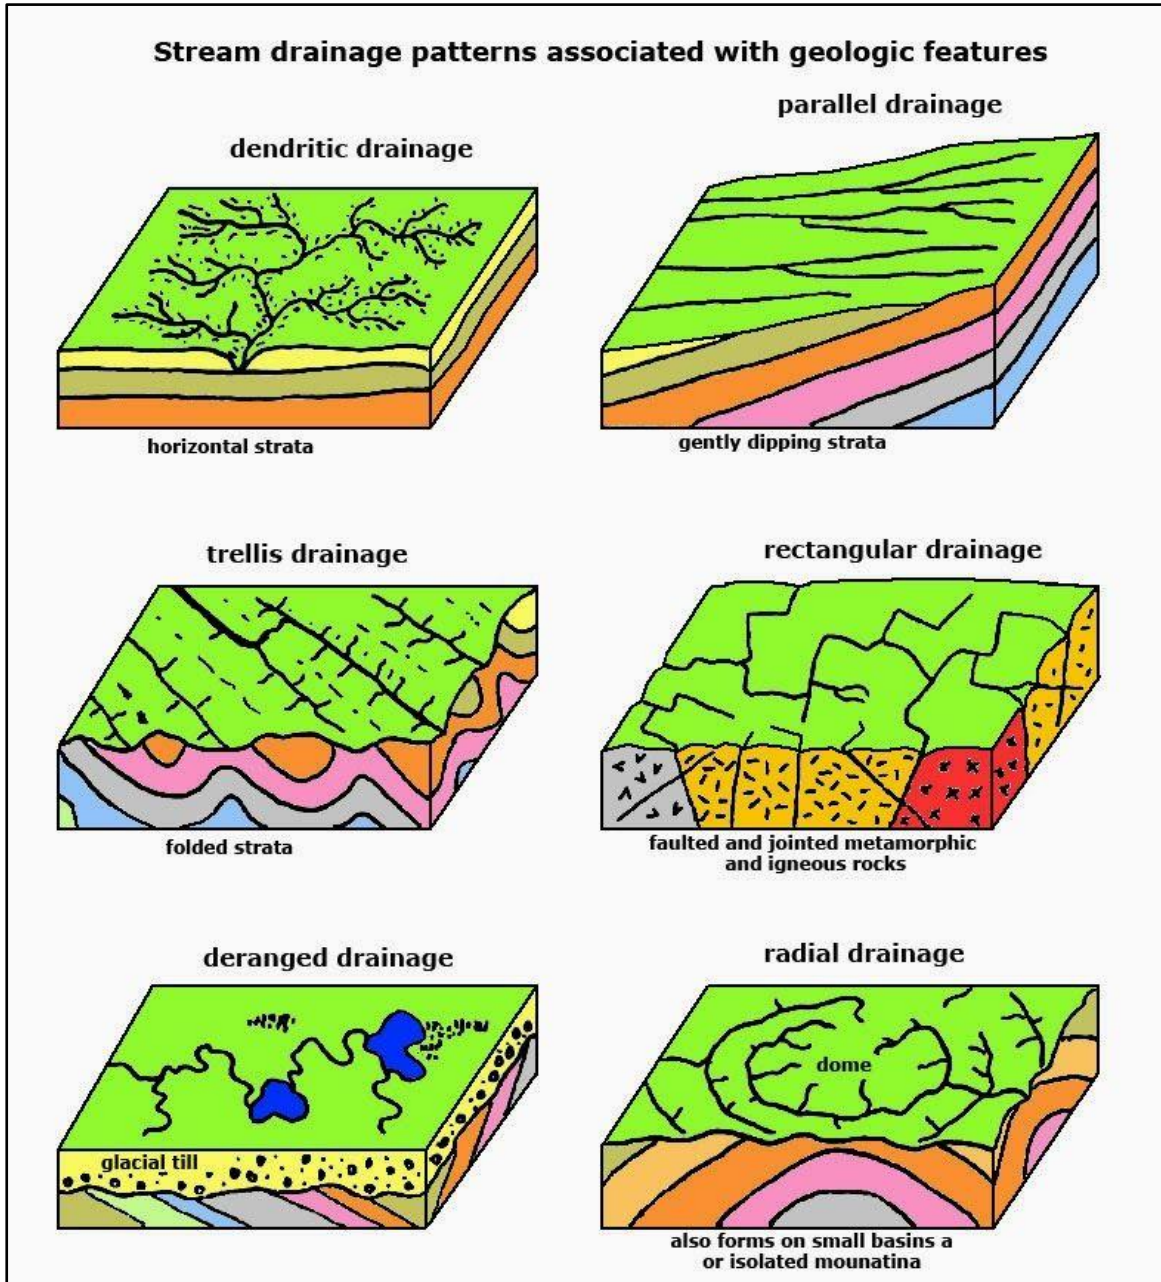 Stream drainage patterns associated with geologic features
dendritic drainage
horizontal strata
parallel drainage
gently dipping strata
trellis drainage
folded strata
rectangular drainage
faulted and jointed metamorphic
and igneous rocks
deranged drainage
glacial till
radial drainage
dome
also forms on small basins a
or isolated mounatina